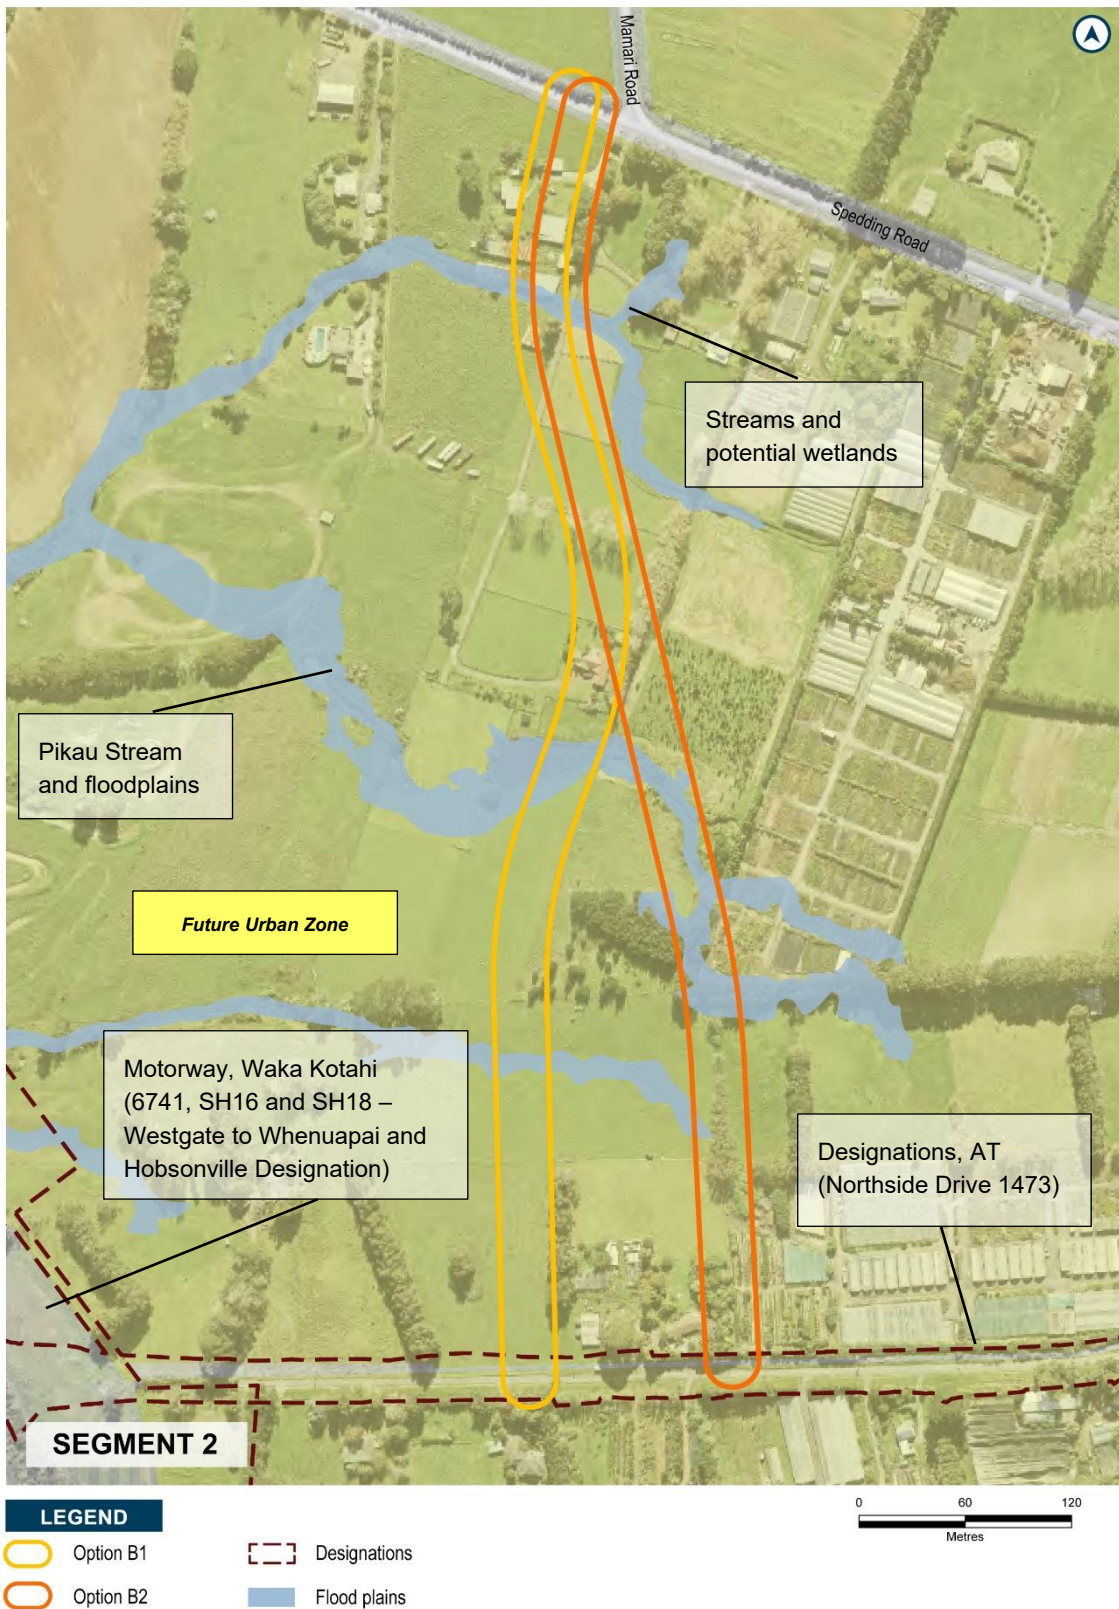 Mamari Road
Spedding Road
Streams and
potential wetlands
Pikau Stream
and floodplains
Future Urban Zone
Motorway, Waka Kotahi
(6741, SH16 and SH18 –
Westgate to Whenuapai and
Hobsonville Designation)
Designations, AT
(Northside Drive 1473)
SEGMENT 2
LEGEND
Option B1
Option B2
Designations
Flood plains
0 60 120
Metres